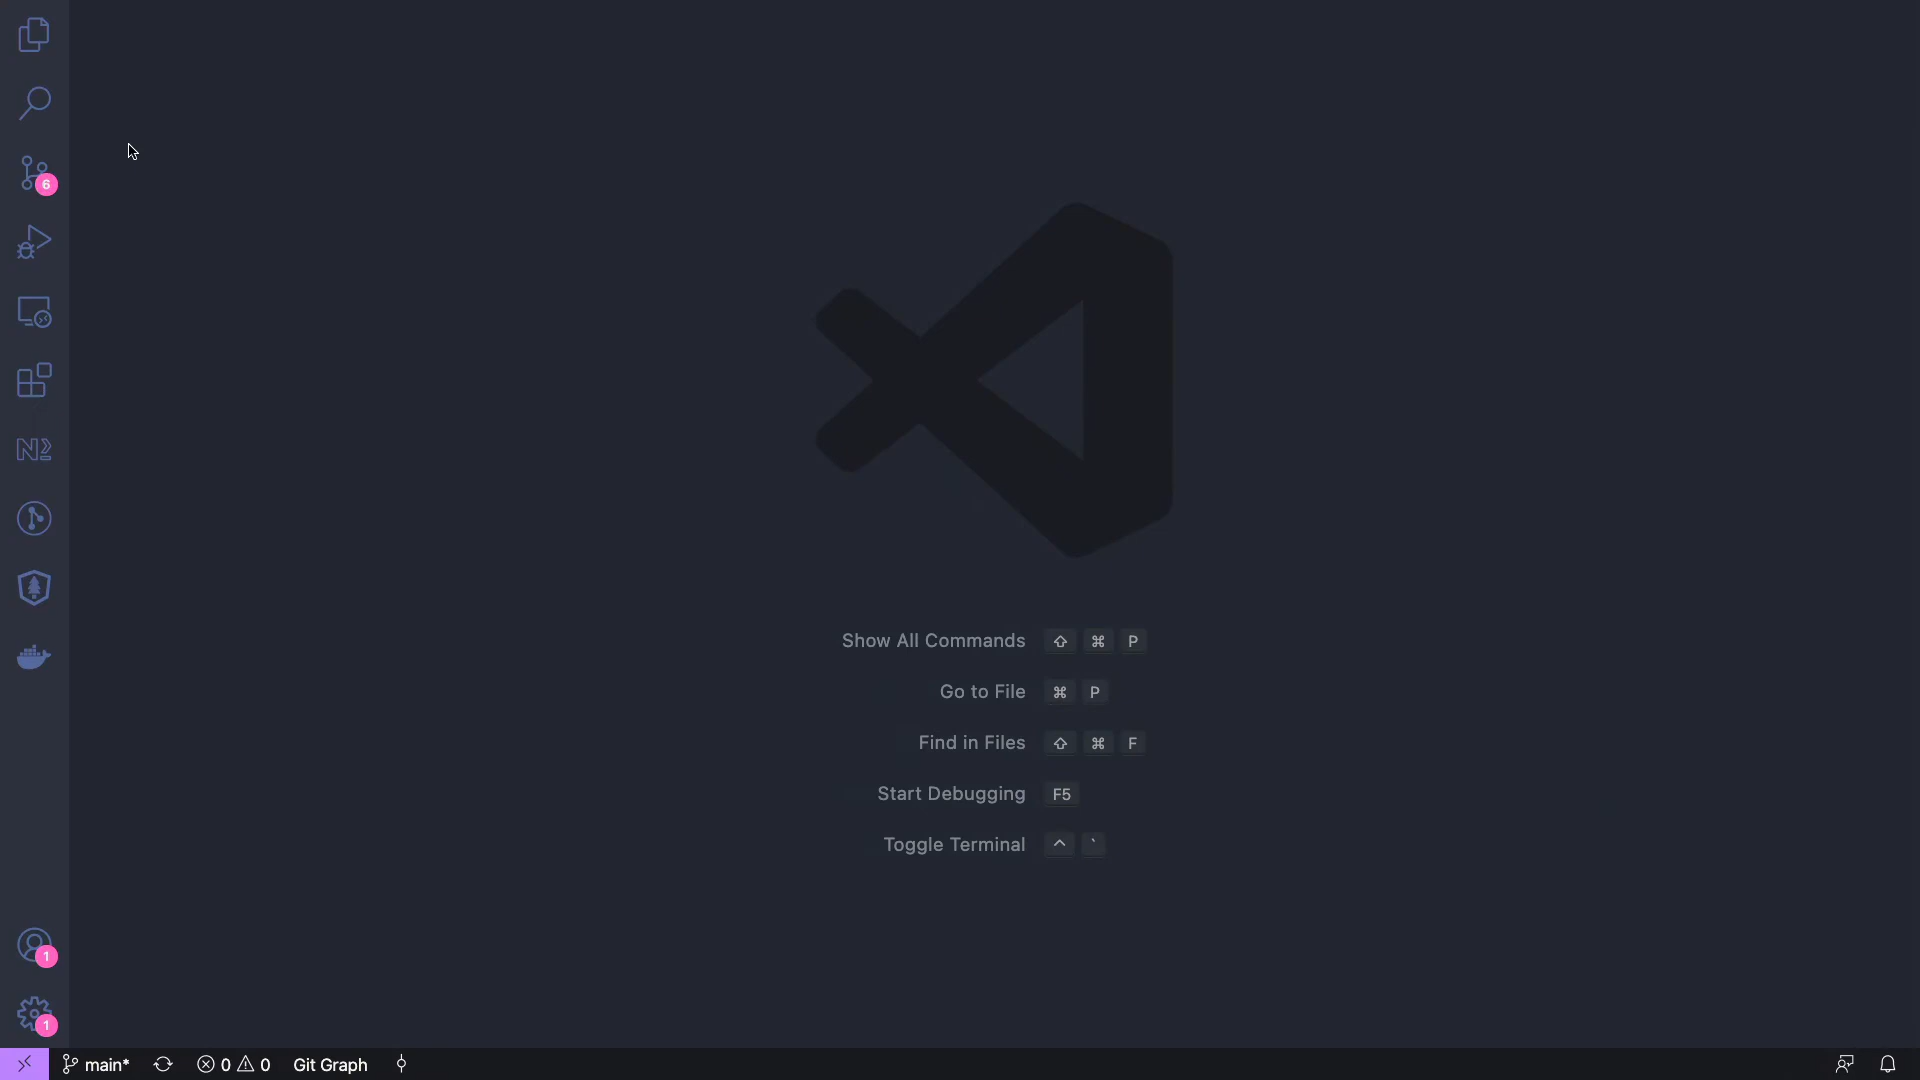 6
N
Show All Commands ⇧ ⌘ P
Go to File ⌘ P
Find in Files ⇧ ⌘ F
Start Debugging F5
Toggle Terminal ^ `
1
1
main* 0 0 Git Graph